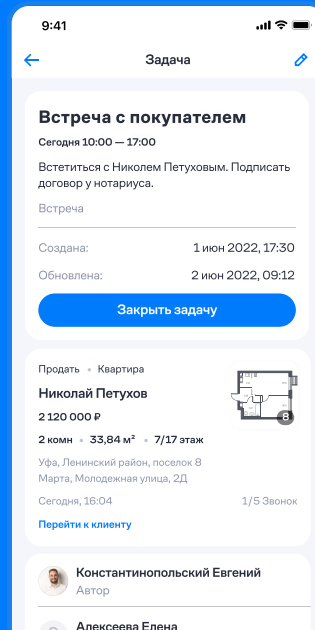 9:41
Задача
Встреча с покупателем
Сегодня 10:00 — 17:00
Встетиться с Николем Петуховым. Подписать
договор у нотариуса.
Встреча
Создана: 1 июн 2022, 17:30
Обновлена: 2 июн 2022, 09:12
Закрыть задачу
Продать • Квартира
Николай Петухов
2 120 000 ₽
2 комн • 33,84 м² • 7/17 этаж
8
Уфа, Ленинский район, поселок 8
Марта, Молодежная улица, 2Д
Сегодня, 16:04 1/5 Звонок
Перейти к клиенту
Константинопольский Евгений
Автор
Алексеева Елена